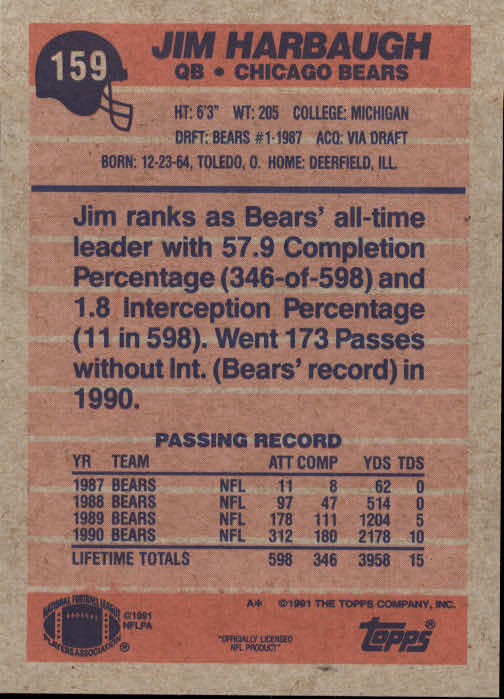 159
JIM HARBAUGH
QB • CHICAGO BEARS
HT: 6'3" WT: 205 COLLEGE: MICHIGAN
DRFT: BEARS #1-1987 ACQ: VIA DRAFT
BORN: 12-23-64, TOLEDO, O. HOME: DEERFIELD, ILL.
Jim ranks as Bears' all-time
leader with 57.9 Completion
Percentage (346-of-598) and
1.8 Interception Percentage
(11 in 598). Went 173 Passes
without Int. (Bears' record) in
1990.
PASSING RECORD
YR TEAM ATT COMP YDS TDS
1987 BEARS NFL 11 8 62 0
1988 BEARS NFL 97 47 514 0
1989 BEARS NFL 178 111 1204 5
1990 BEARS NFL 312 180 2178 10
LIFETIME TOTALS 598 346 3958 15
A* ©1991 THE TOPPS COMPANY, INC.
NATIONAL FOOTBALL LEAGUE
PLAYERS ASSOCIATION ®
©1991
NFLPA
"OFFICIALLY LICENSED
NFL PRODUCT"
Topps®